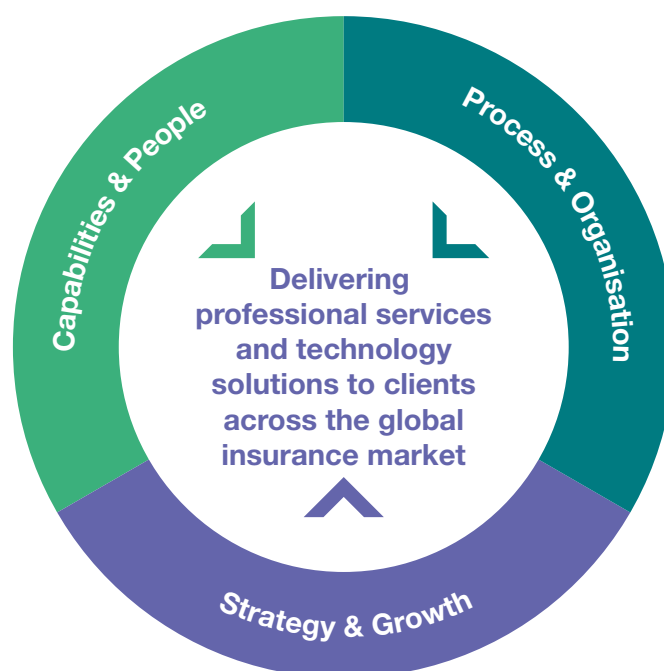 Capabilities & People
Process & Organisation
Delivering
professional services
and technology
solutions to clients
across the global
insurance market
Strategy & Growth